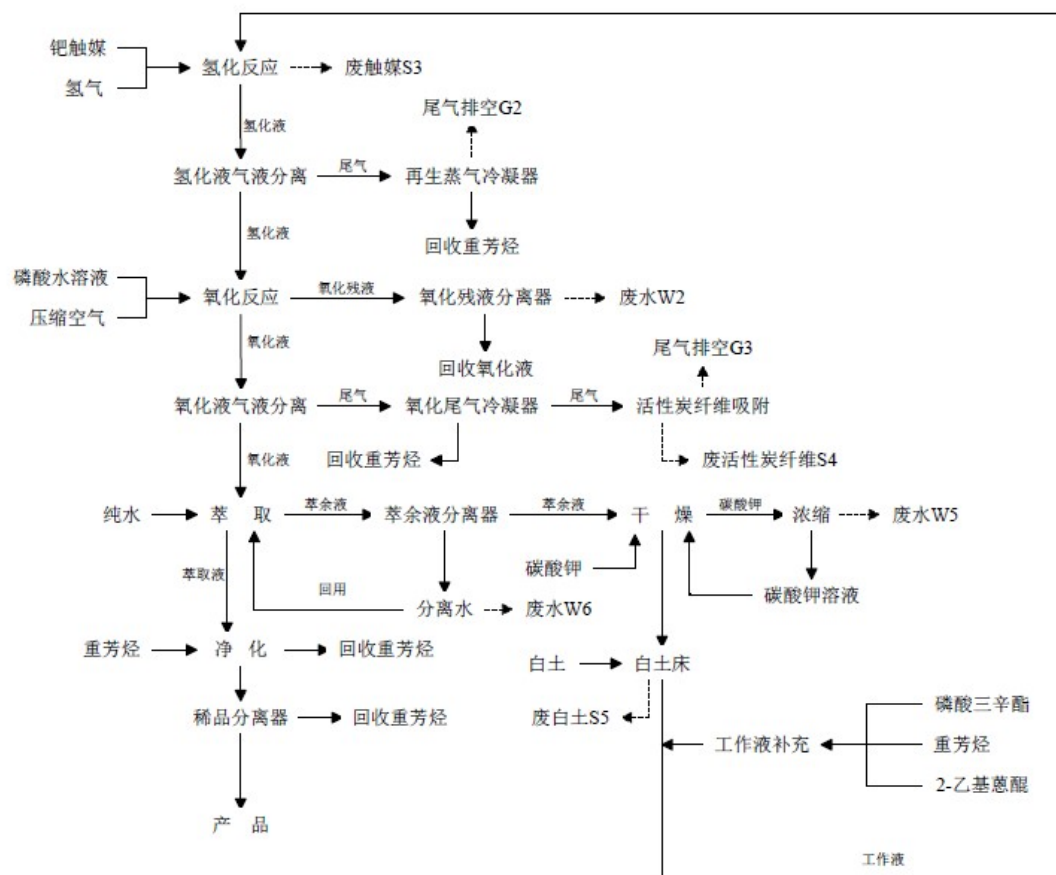 钯触媒
氢气
氢化反应
废触媒S3
氢化液
尾气排空G2
氢化液气液分离
尾气
再生蒸气冷凝器
氢化液
回收重芳烃
磷酸水溶液
压缩空气
氧化反应
氧化残液
氧化残液分离器
废水W2
氧化液
回收氧化液
尾气排空G3
氧化液气液分离
尾气
氧化尾气冷凝器
尾气
活性炭纤维吸附
氧化液
回收重芳烃
废活性炭纤维S4
纯水
萃 取
萃余液
萃余液分离器
萃余液
干 燥
碳酸钾
浓缩
废水W5
萃取液
回用
碳酸钾
碳酸钾溶液
分离水
废水W6
重芳烃
净 化
回收重芳烃
白土
白土床
稀品分离器
回收重芳烃
废白土S5
工作液补充
磷酸三辛酯
重芳烃
2-乙基蒽醌
产 品
工作液